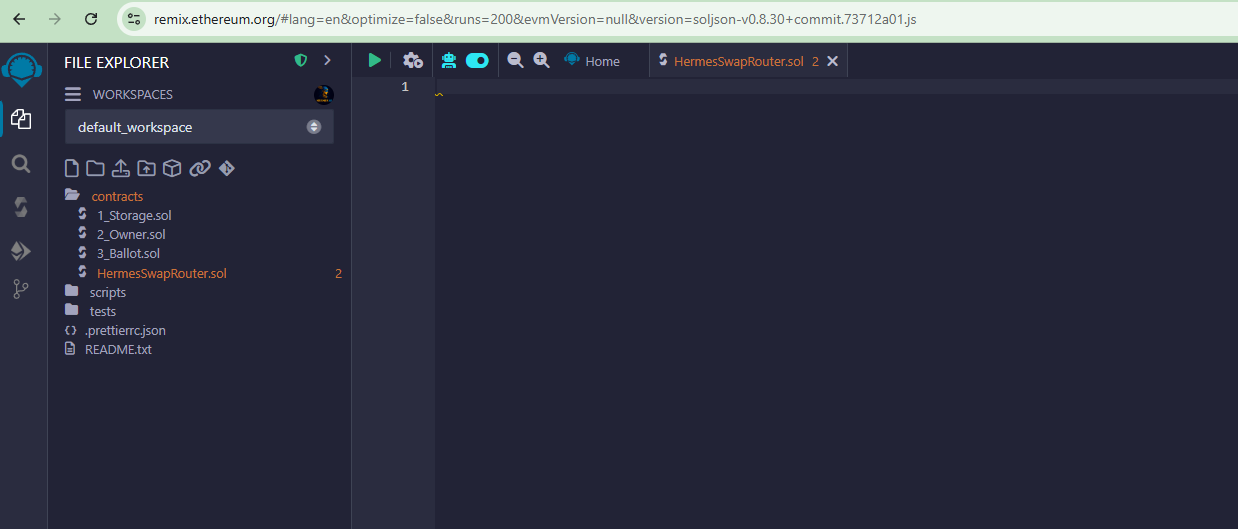 remix.ethereum.org/#lang=en&optimize=false&runs=200&evmVersion=null&version=soljson-v0.8.30+commit.73712a01.js
FILE EXPLORER
WORKSPACES
default_workspace
contracts
1_Storage.sol
2_Owner.sol
3_Ballot.sol
HermesSwapRouter.sol 2
scripts
tests
.prettierrc.json
README.txt
Home
HermesSwapRouter.sol 2
1